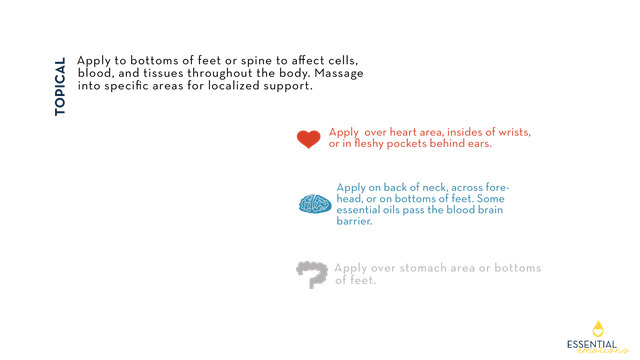 TOPICAL
Apply to bottoms of feet or spine to affect cells,
blood, and tissues throughout the body. Massage
into specific areas for localized support.
Apply over heart area, insides of wrists,
or in fleshy pockets behind ears.
Apply on back of neck, across fore-
head, or on bottoms of feet. Some
essential oils pass the blood brain
barrier.
Apply over stomach area or bottoms
of feet.
ESSENTIAL
emotions